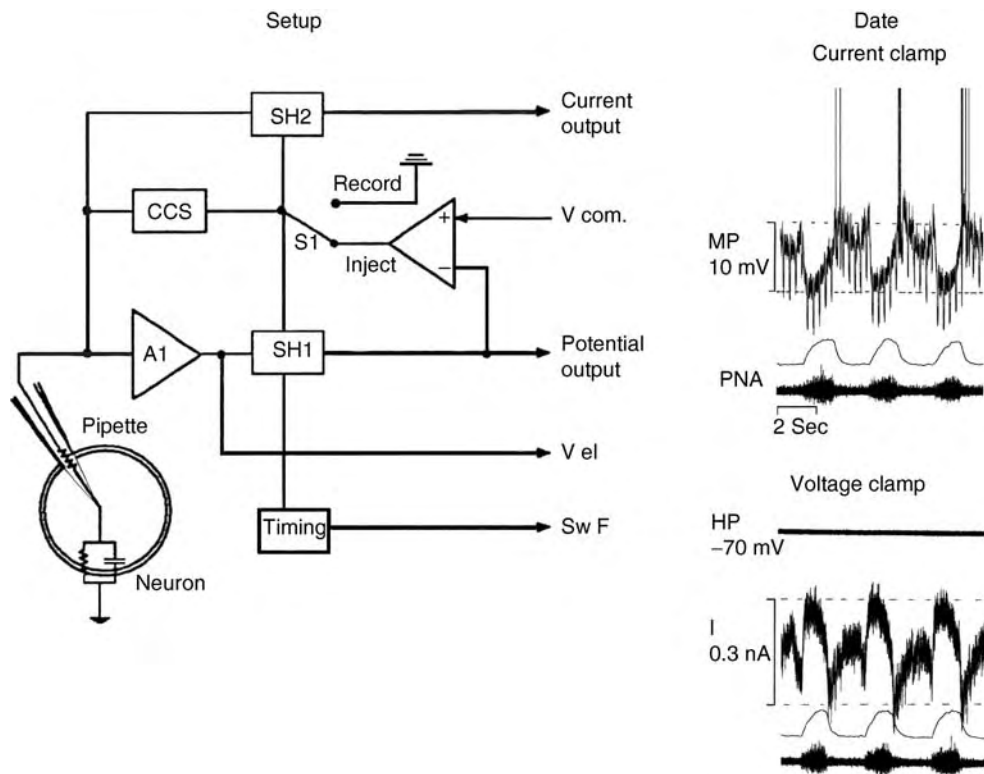 Setup
SH2
Current
output
Record
CCS
+
V com.
S1
Inject
−
A1
SH1
Potential
output
Pipette
V el
Timing
Sw F
Neuron
Date
Current clamp
MP
10 mV
PNA
2 Sec
Voltage clamp
HP
−70 mV
I
0.3 nA